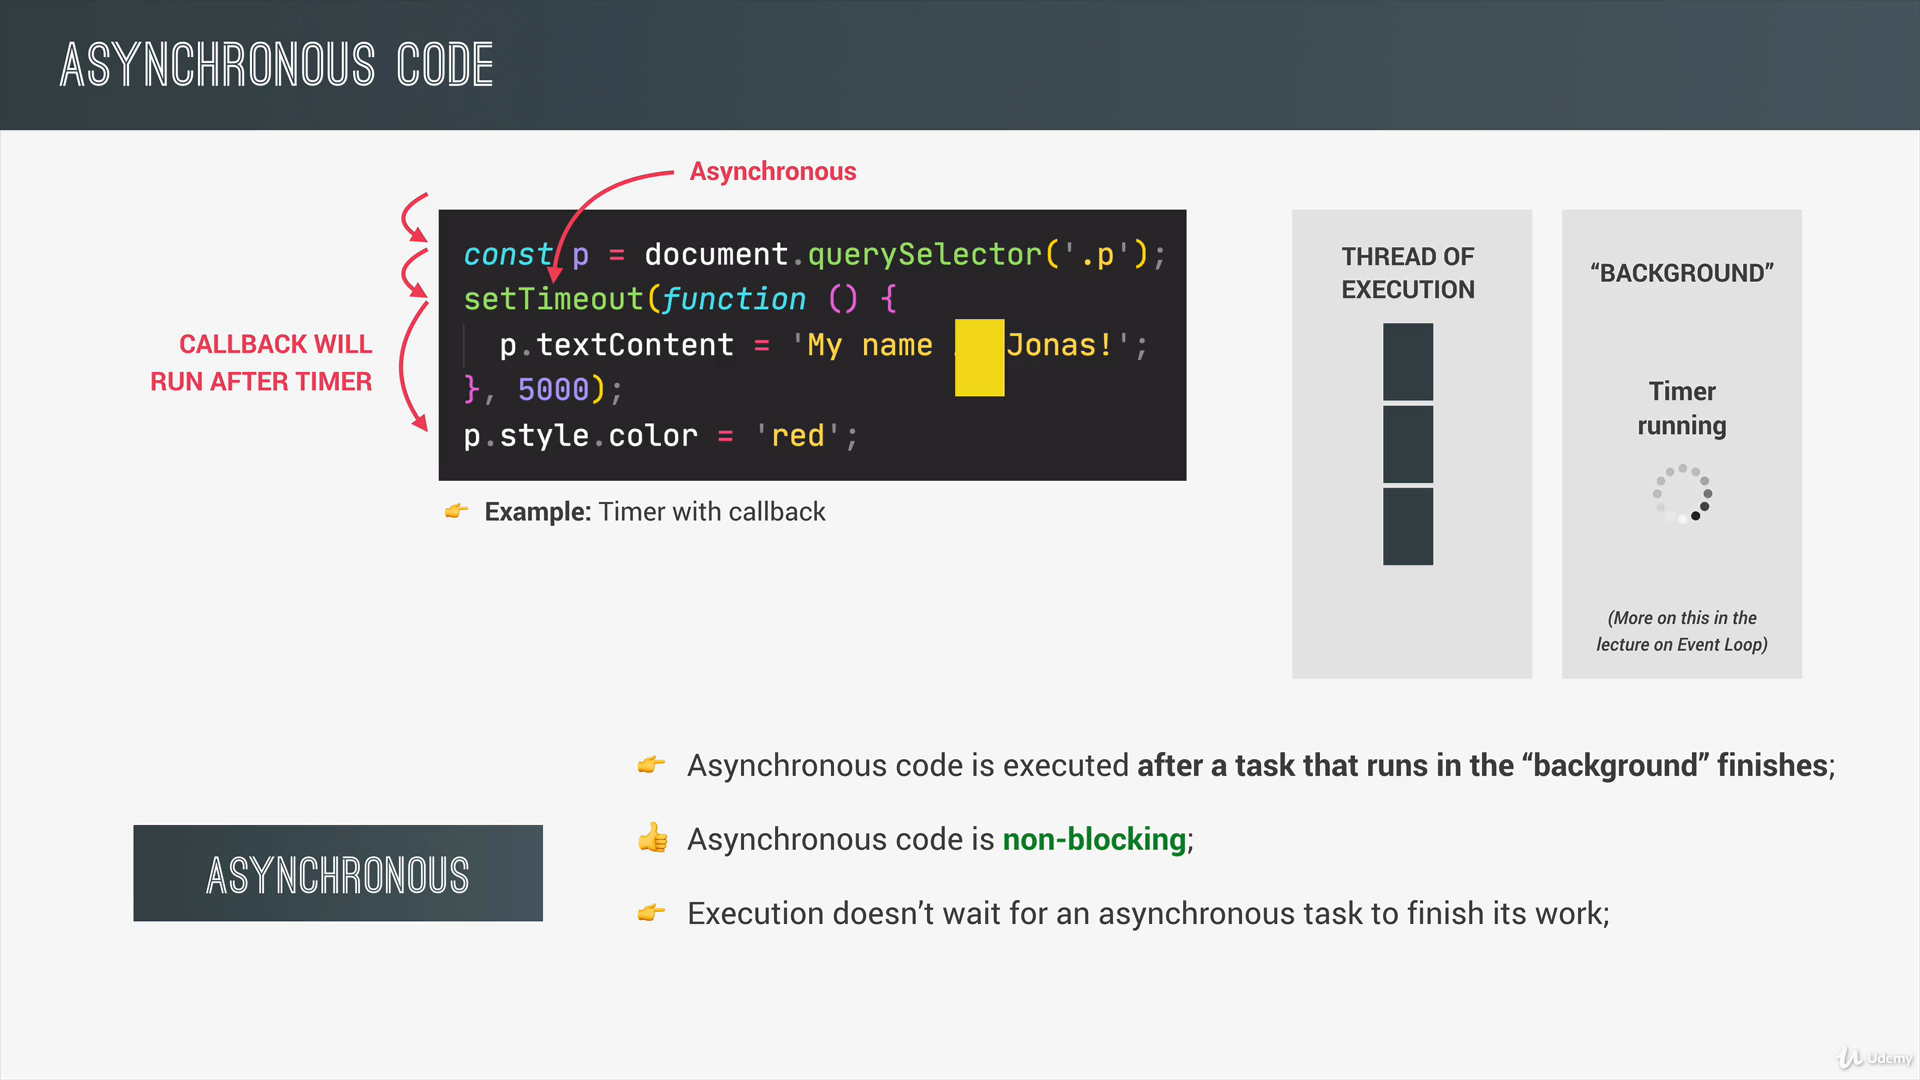 ASYNCHRONOUS CODE
Asynchronous
const p = document.querySelector('.p');
setTimeout(function () {
p.textContent = 'My name Jonas!';
}, 5000);
p.style.color = 'red';
CALLBACK WILL
RUN AFTER TIMER
👉 Example: Timer with callback
THREAD OF
EXECUTION
“BACKGROUND”
Timer
running
(More on this in the
lecture on Event Loop)
ASYNCHRONOUS
👉 Asynchronous code is executed after a task that runs in the “background” finishes;
👍 Asynchronous code is non-blocking;
👉 Execution doesn’t wait for an asynchronous task to finish its work;
Udemy